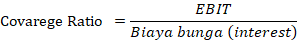 Covarege Ratio = EBIT / Biaya bunga (interest)